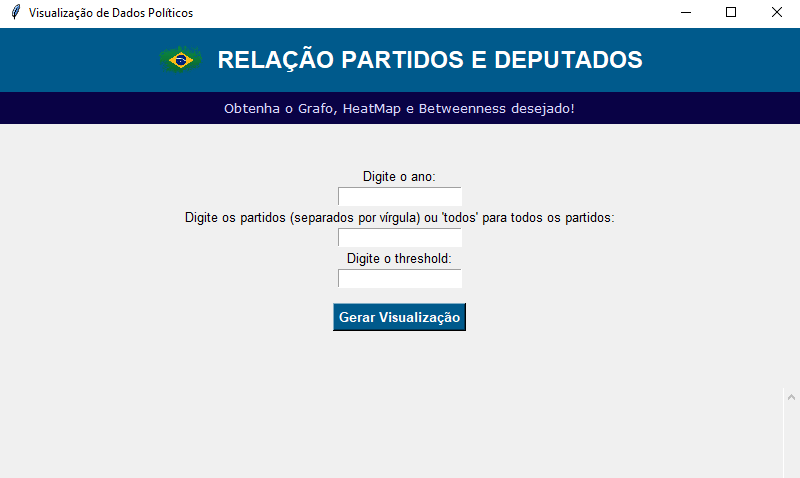 Visualização de Dados Políticos
RELAÇÃO PARTIDOS E DEPUTADOS
Obtenha o Grafo, HeatMap e Betweenness desejado!
Digite o ano:
Digite os partidos (separados por vírgula) ou 'todos' para todos os partidos:
Digite o threshold:
Gerar Visualização